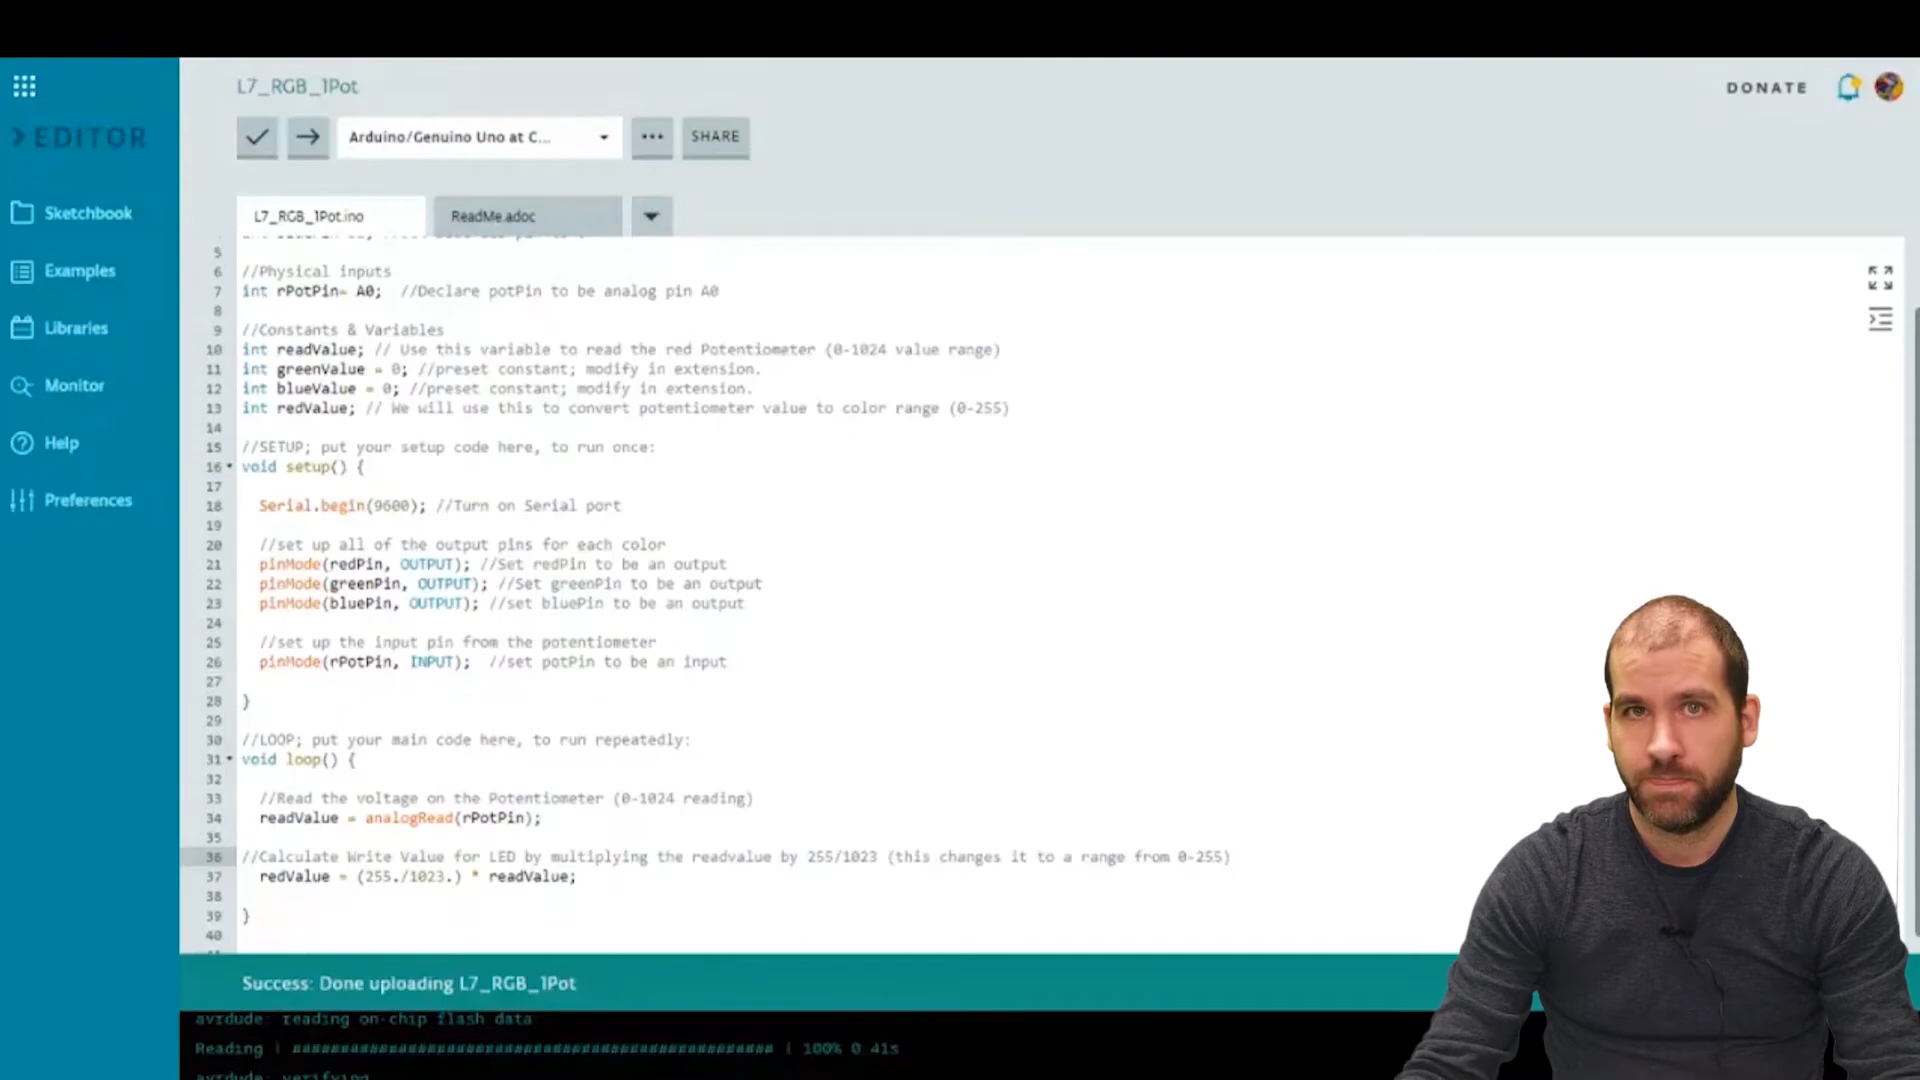 L7_RGB_1Pot
DONATE
EDITOR
Arduino/Genuino Uno at C...
SHARE
Sketchbook
Examples
Libraries
Monitor
Help
Preferences
L7_RGB_1Pot.ino
ReadMe.adoc
5
6 //Physical inputs
7 int rPotPin= A0; //Declare potPin to be analog pin A0
8
9 //Constants & Variables
10 int readValue; // Use this variable to read the red Potentiometer (0-1024 value range)
11 int greenValue = 0; //preset constant; modify in extension.
12 int blueValue = 0; //preset constant; modify in extension.
13 int redValue; // We will use this to convert potentiometer value to color range (0-255)
14
15 //SETUP; put your setup code here, to run once:
16 void setup() {
17
18 Serial.begin(9600); //Turn on Serial port
19
20 //set up all of the output pins for each color
21 pinMode(redPin, OUTPUT); //Set redPin to be an output
22 pinMode(greenPin, OUTPUT); //Set greenPin to be an output
23 pinMode(bluePin, OUTPUT); //set bluePin to be an output
24
25 //set up the input pin from the potentiometer
26 pinMode(rPotPin, INPUT); //set potPin to be an input
27
28 }
29
30 //LOOP; put your main code here, to run repeatedly:
31 void loop() {
32
33 //Read the voltage on the Potentiometer (0-1024 reading)
34 readValue = analogRead(rPotPin);
35
36 //Calculate Write Value for LED by multiplying the readvalue by 255/1023 (this changes it to a range from 0-255)
37 redValue = (255./1023.) * readValue;
38
39 }
40
Success: Done uploading L7_RGB_1Pot
avrdude: reading on-chip flash data
Reading | ################################################## | 100% 0.41s
avrdude: verifying